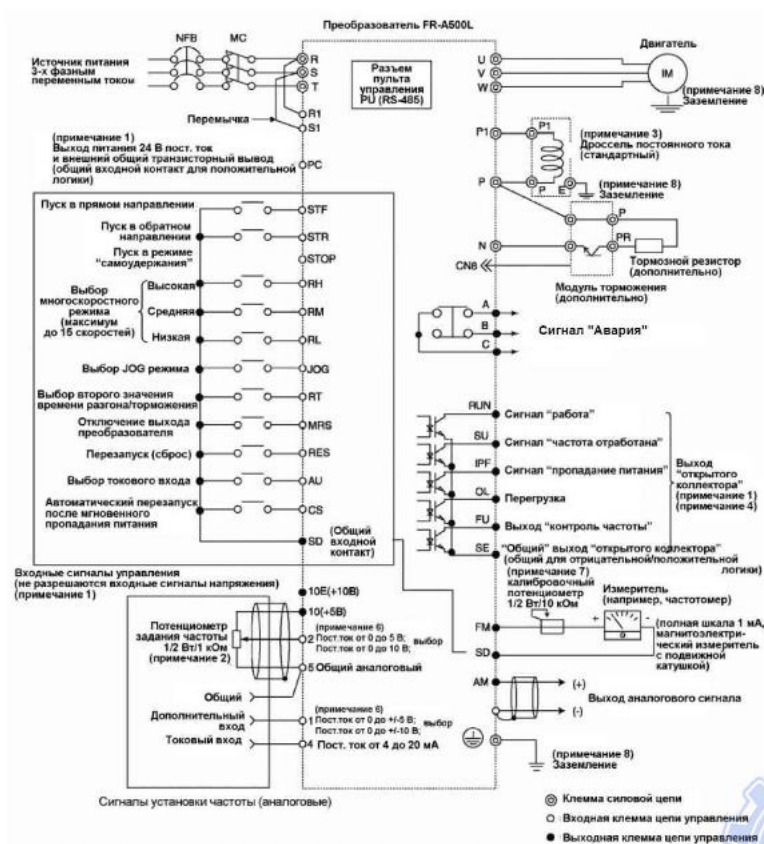 Преобразователь FR-A500L
NFB
MC
Источник питания
3-х фазным
переменным током
R
S
T
R1
S1
Перемычка
Разъем
пульта
управления
PU (RS-485)
U
V
W
Двигатель
IM
(примечание 8)
Заземление
(примечание 1)
Выход питания 24 В пост. ток
и внешний общий транзисторный вывод
(общий входной контакт для положительной
логики)
PC
P1
P1
(примечание 3)
Дроссель постоянного тока
(стандартный)
P
P
E
(примечание 8)
Заземление
P
PR
N
CN8
Тормозной резистор
(дополнительно)
Модуль торможения
(дополнительно)
Пуск в прямом направлении
STF
Пуск в обратном
направлении
STR
Пуск в режиме
"самоудержания"
STOP
Выбор
многоскоростного
режима
(максимум
до 15 скоростей)
Высокая
RH
Средняя
RM
Низкая
RL
Выбор JOG режима
JOG
Выбор второго значения
времени разгона/торможения
RT
Отключение выхода
преобразователя
MRS
Перезапуск (сброс)
RES
Выбор токового входа
AU
Автоматический перезапуск
после мгновенного
пропадания питания
CS
SD
(Общий
входной
контакт)
A
B
C
Сигнал "Авария"
RUN
Сигнал "работа"
SU
Сигнал "частота отработана"
IPF
Сигнал "пропадание питания"
OL
Перегрузка
FU
Выход "контроль частоты"
SE
"Общий" выход "открытого коллектора"
(общий для отрицательной/положительной
логики)
Выход
"открытого
коллектора"
(примечание 1)
(примечание 4)
Входные сигналы управления
(не разрешаются входные сигналы напряжения)
(примечание 1)
10E(+10В)
10(+5В)
Потенциометр
задания частоты
1/2 Вт/1 кОм
(примечание 2)
2
(примечание 6)
Пост.ток от 0 до 5 В;
Пост.ток от 0 до 10 В;
выбор
5 Общий аналоговый
Общий
Дополнительный
вход
1
(примечание 6)
Пост.ток от 0 до +/-5 В;
Пост.ток от 0 до +/-10 В;
выбор
Токовый вход
4 Пост. ток от 4 до 20 мА
Сигналы установки частоты (аналоговые)
(примечание 7)
калибровочный
потенциометр
1/2 Вт/10 кОм
Измеритель
(например, частотомер)
+
-
FM
SD
(полная шкала 1 мА,
магнитоэлектри-
ческий измеритель
с подвижной
катушкой)
AM
(+)
(-)
Выход аналогового сигнала
(примечание 8)
Заземление
Клемма силовой цепи
Входная клемма цепи управления
Выходная клемма цепи управления